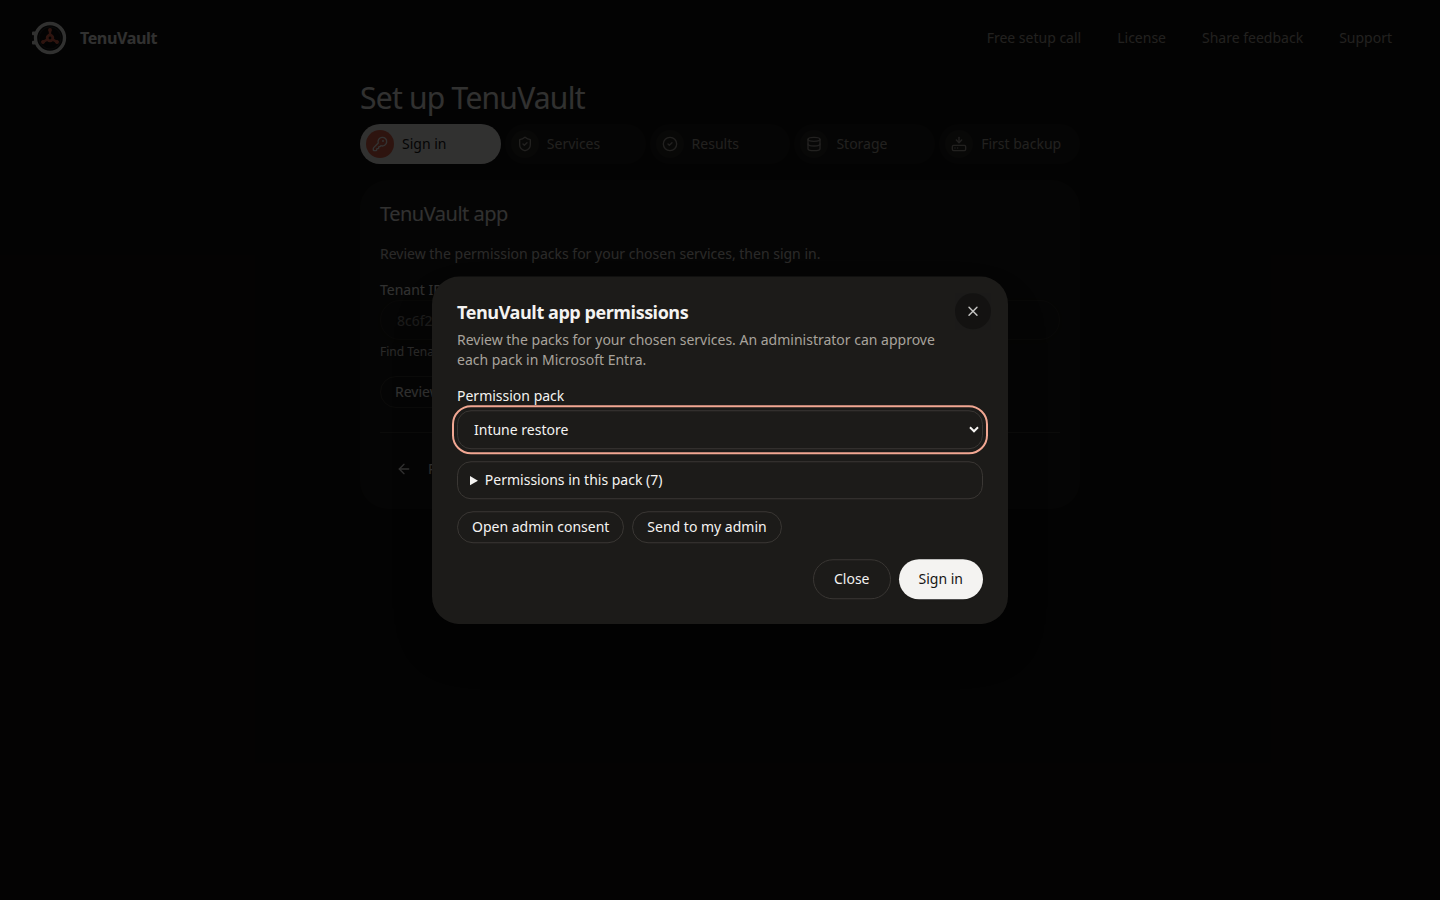 TenuVault
Free setup call
License
Share feedback
Support
Set up TenuVault
Sign in
Services
Results
Storage
First backup
TenuVault app
Review the permission packs for your chosen services, then sign in.
Tenant
8c6f2
Find
TenuVault app permissions
Review the packs for your chosen services. An administrator can approve
each pack in Microsoft Entra.
Permission pack
Intune restore
Permissions in this pack (7)
Open admin consent
Send to my admin
Close
Sign in